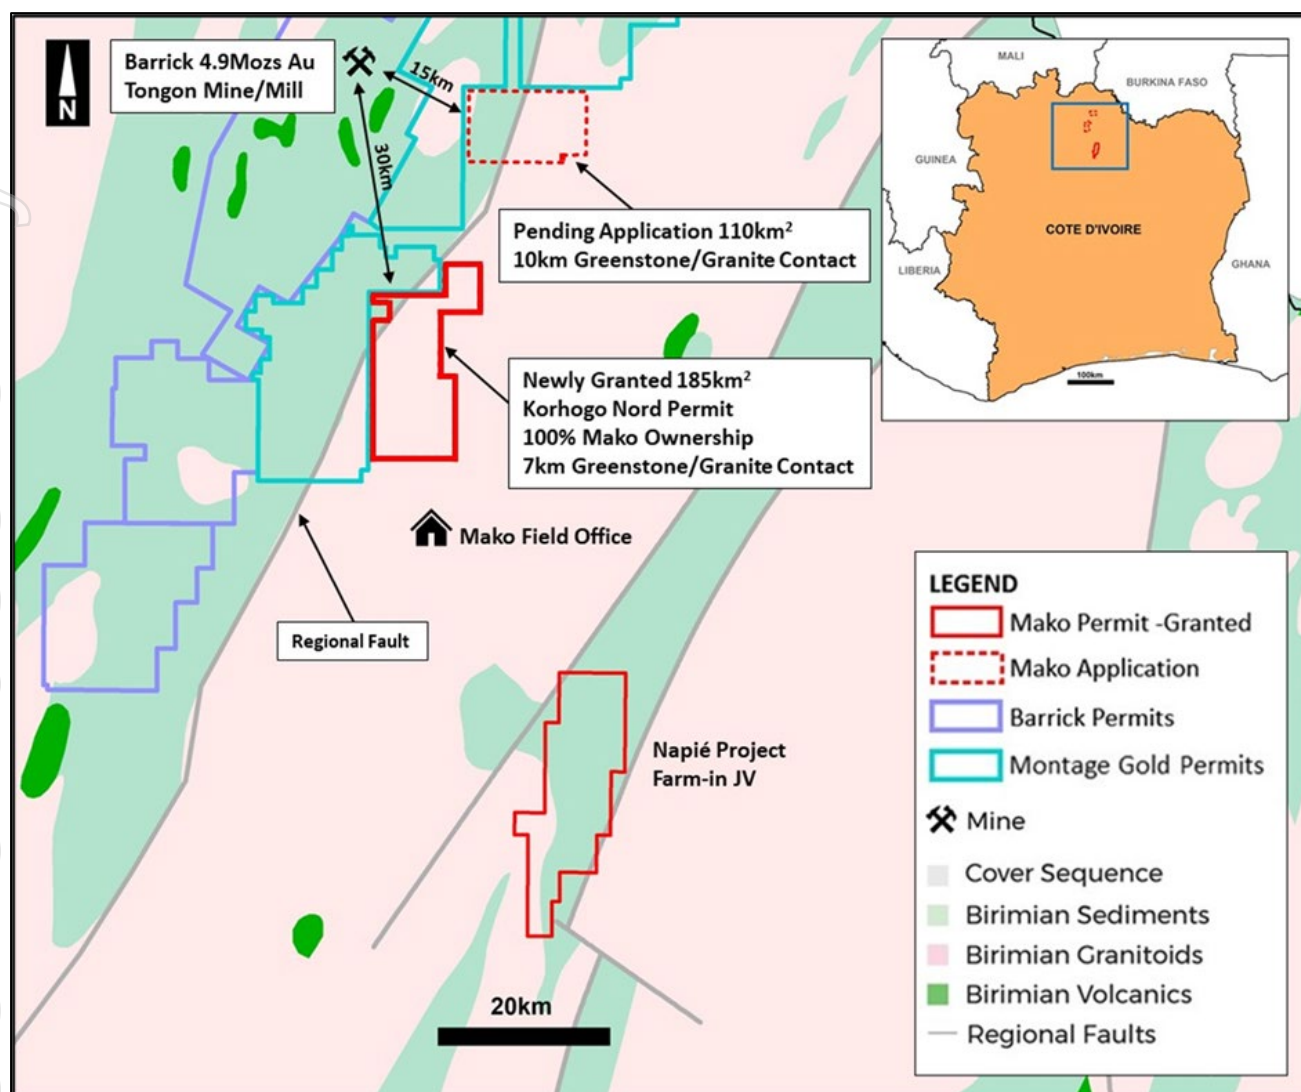 N
Barrick 4.9Mozs Au
Tongon Mine/Mill
15km
30km
Pending Application 110km²
10km Greenstone/Granite Contact
Newly Granted 185km²
Korhogo Nord Permit
100% Mako Ownership
7km Greenstone/Granite Contact
Mako Field Office
Regional Fault
Napié Project
Farm-in JV
20km
MALI
BURKINA FASO
GUINEA
COTE D'IVOIRE
LIBERIA
GHANA
100km
LEGEND
Mako Permit -Granted
Mako Application
Barrick Permits
Montage Gold Permits
Mine
Cover Sequence
Birimian Sediments
Birimian Granitoids
Birimian Volcanics
Regional Faults